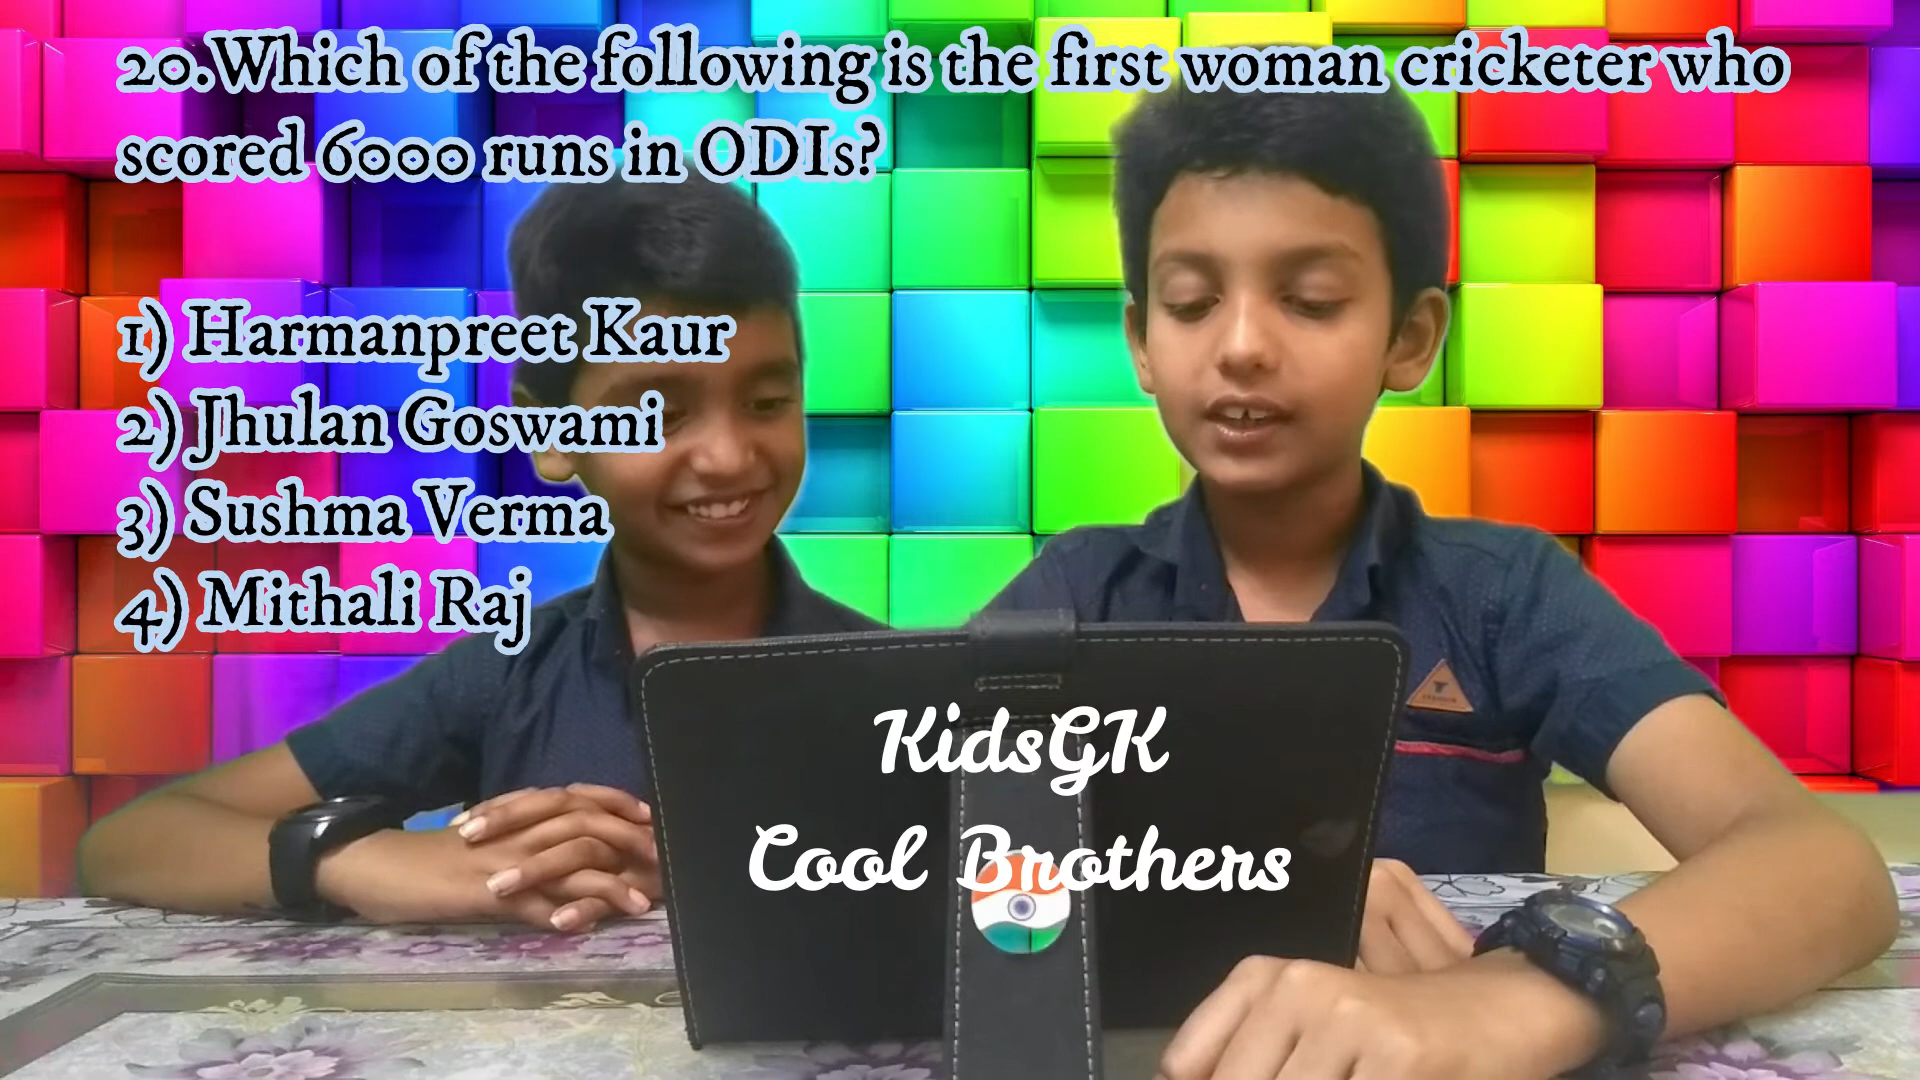 20.Which of the following is the first woman cricketer who
scored 6000 runs in ODIs?
1) Harmanpreet Kaur
2) Jhulan Goswami
3) Sushma Verma
4) Mithali Raj
KidsGK
Cool Brothers